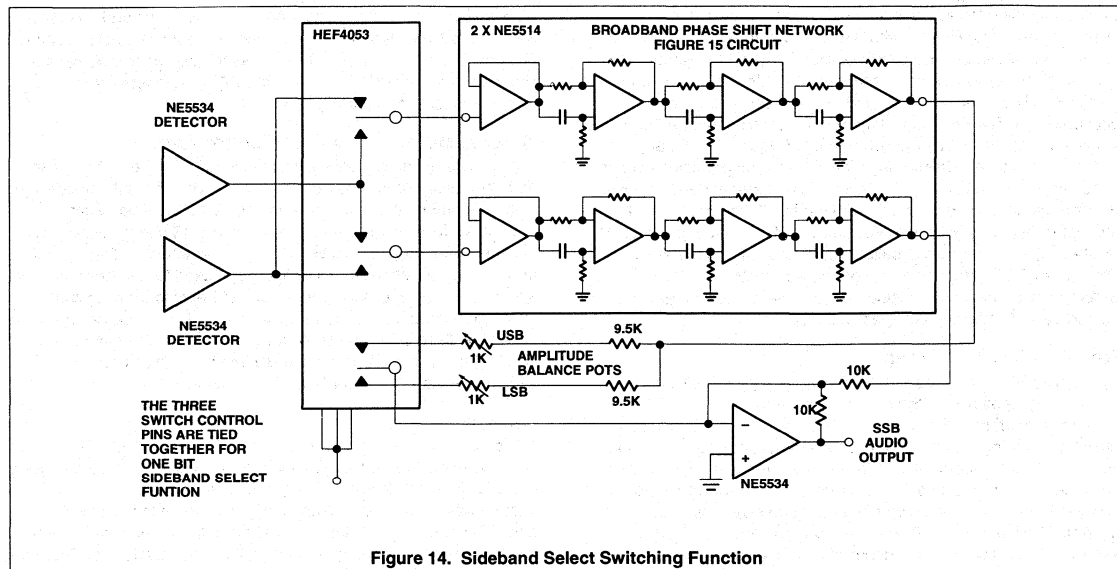 HEF4053
2 X NE5514
BROADBAND PHASE SHIFT NETWORK
FIGURE 15 CIRCUIT
NE5534
DETECTOR
NE5534
DETECTOR
USB
9.5K
1K
AMPLITUDE
BALANCE POTS
LSB
1K
9.5K
10K
10K
THE THREE
SWITCH CONTROL
PINS ARE TIED
TOGETHER FOR
ONE BIT
SIDEBAND SELECT
FUNTION
−
+
NE5534
SSB
AUDIO
OUTPUT
Figure 14. Sideband Select Switching Function